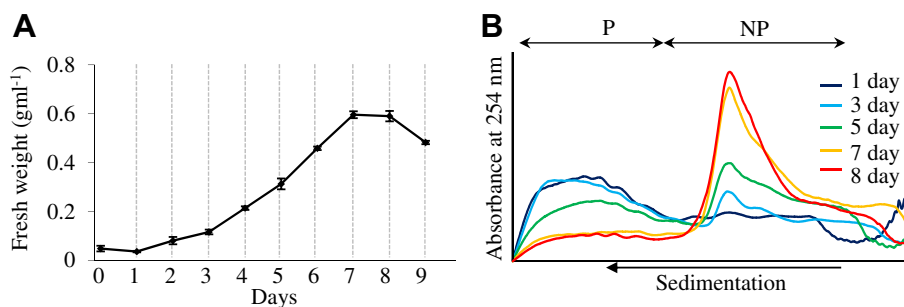 A
Fresh weight (gml-1)
0.8
0.6
0.4
0.2
0
0 1 2 3 4 5 6 7 8 9
Days
B
P NP
Absorbance at 254 nm
1 day
3 day
5 day
7 day
8 day
Sedimentation